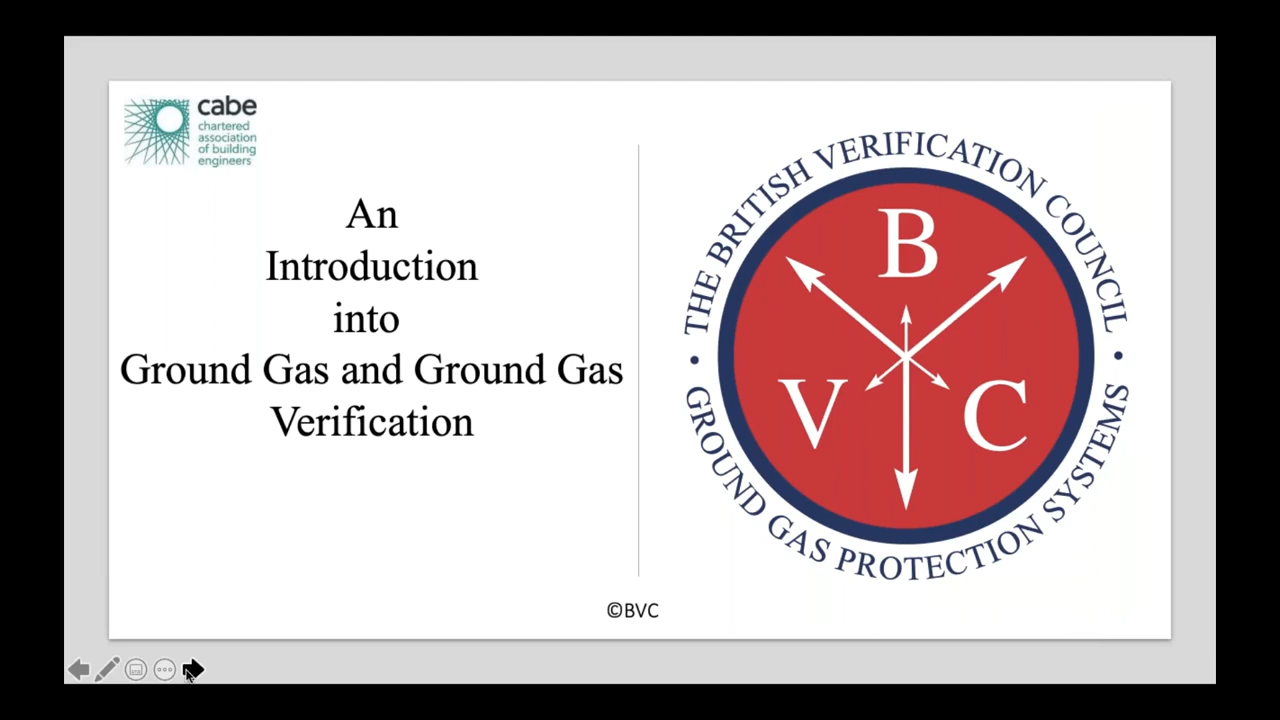 cabe
chartered
association
of building
engineers
An
Introduction
into
Ground Gas and Ground Gas
Verification
• THE BRITISH VERIFICATION COUNCIL •
B
V C
GROUND GAS PROTECTION SYSTEMS
©BVC